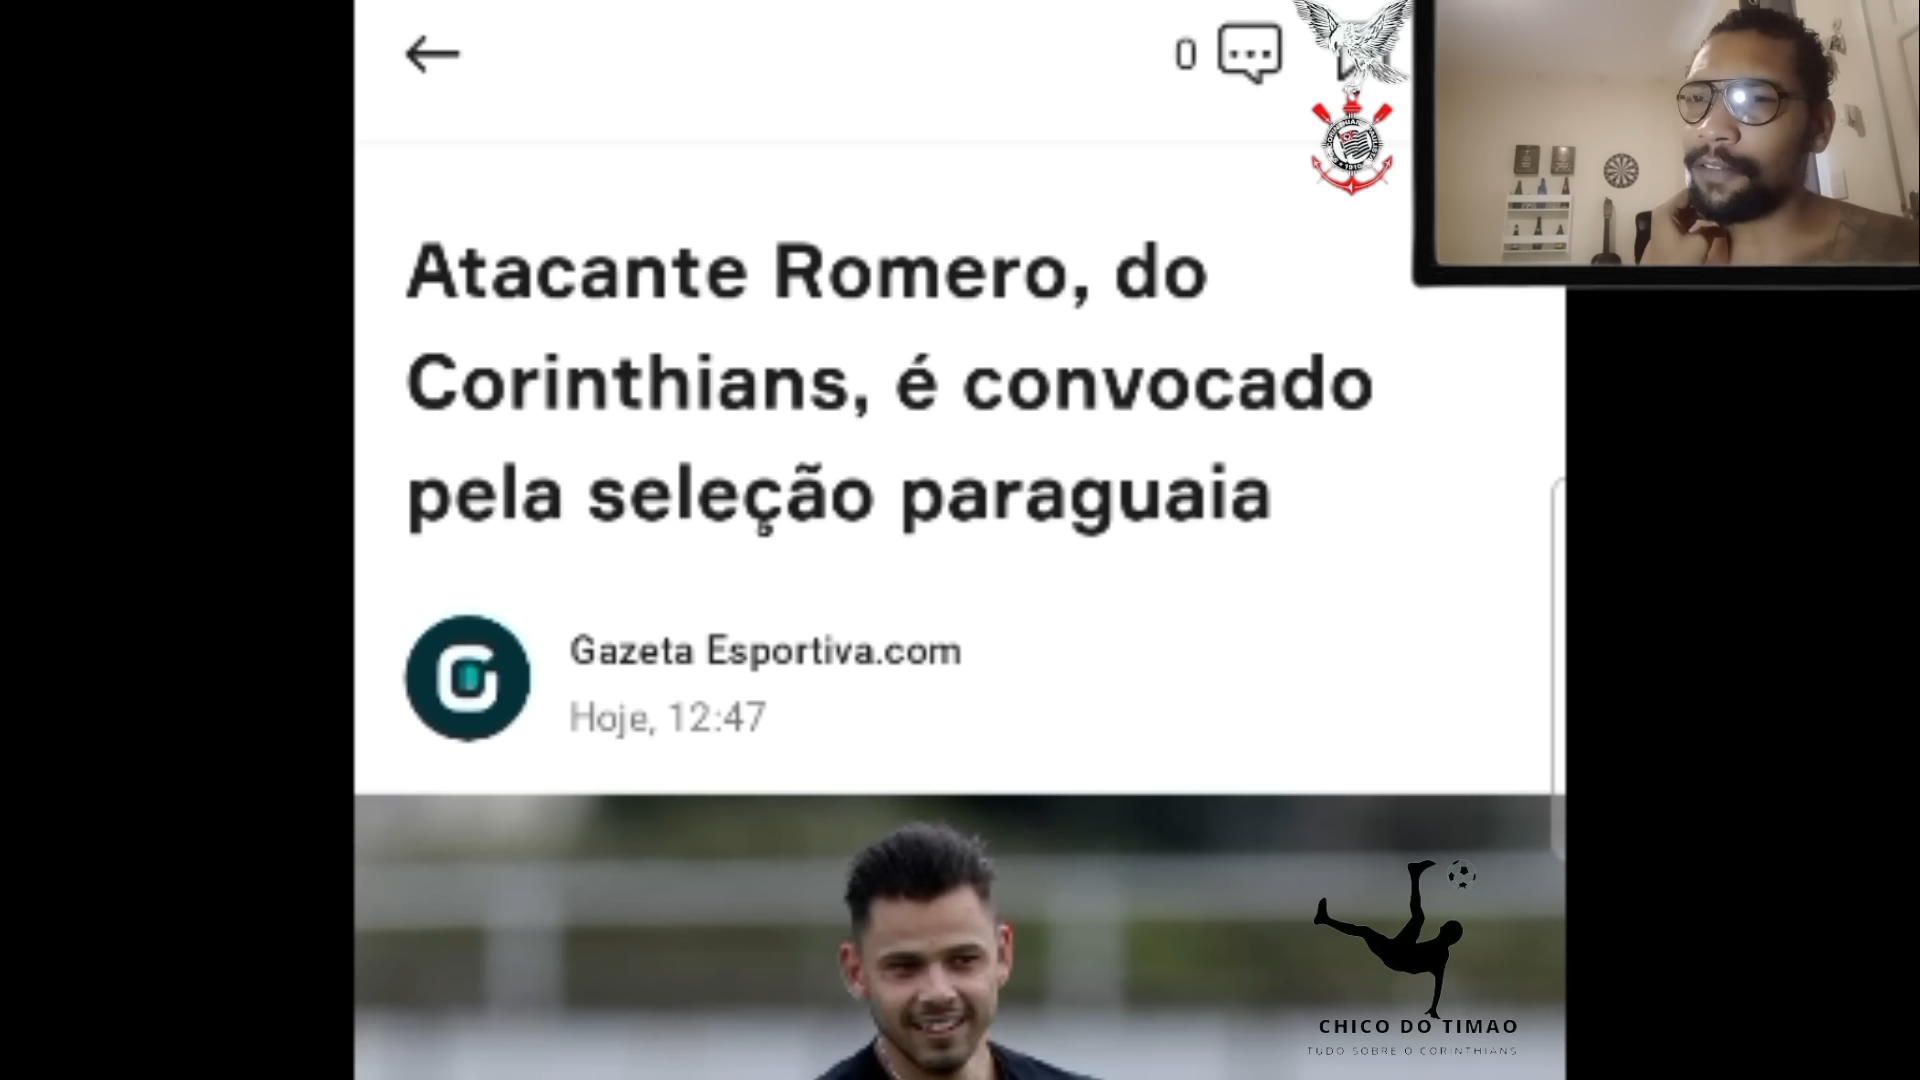 0
Atacante Romero, do
Corinthians, é convocado
pela seleção paraguaia
Gazeta Esportiva.com
Hoje, 12:47
CHICO DO TIMAO
TUDO SOBRE O CORINTHIANS